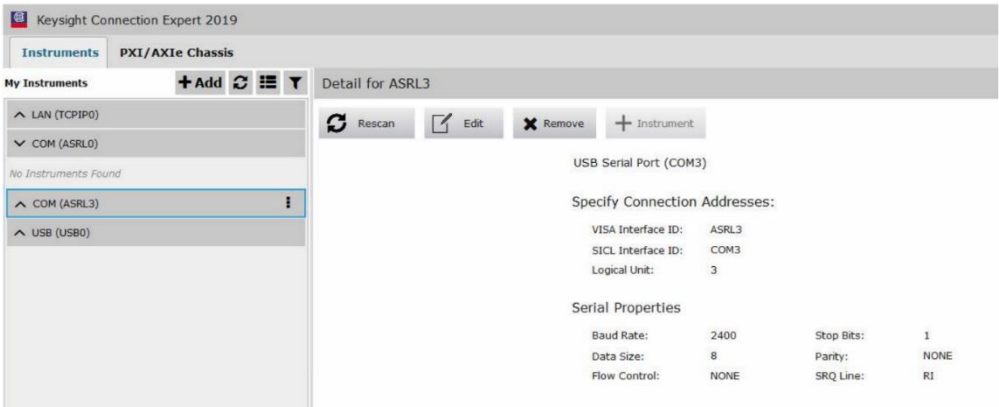 Keysight Connection Expert 2019
Instruments PXI/AXIe Chassis
My Instruments Add
LAN (TCPIP0)
COM (ASRL0)
No Instruments Found
COM (ASRL3)
USB (USB0)
Detail for ASRL3
Rescan Edit Remove Instrument
USB Serial Port (COM3)
Specify Connection Addresses:
VISA Interface ID: ASRL3
SICL Interface ID: COM3
Logical Unit: 3
Serial Properties
Baud Rate: 2400 Stop Bits: 1
Data Size: 8 Parity: NONE
Flow Control: NONE SRQ Line: RI